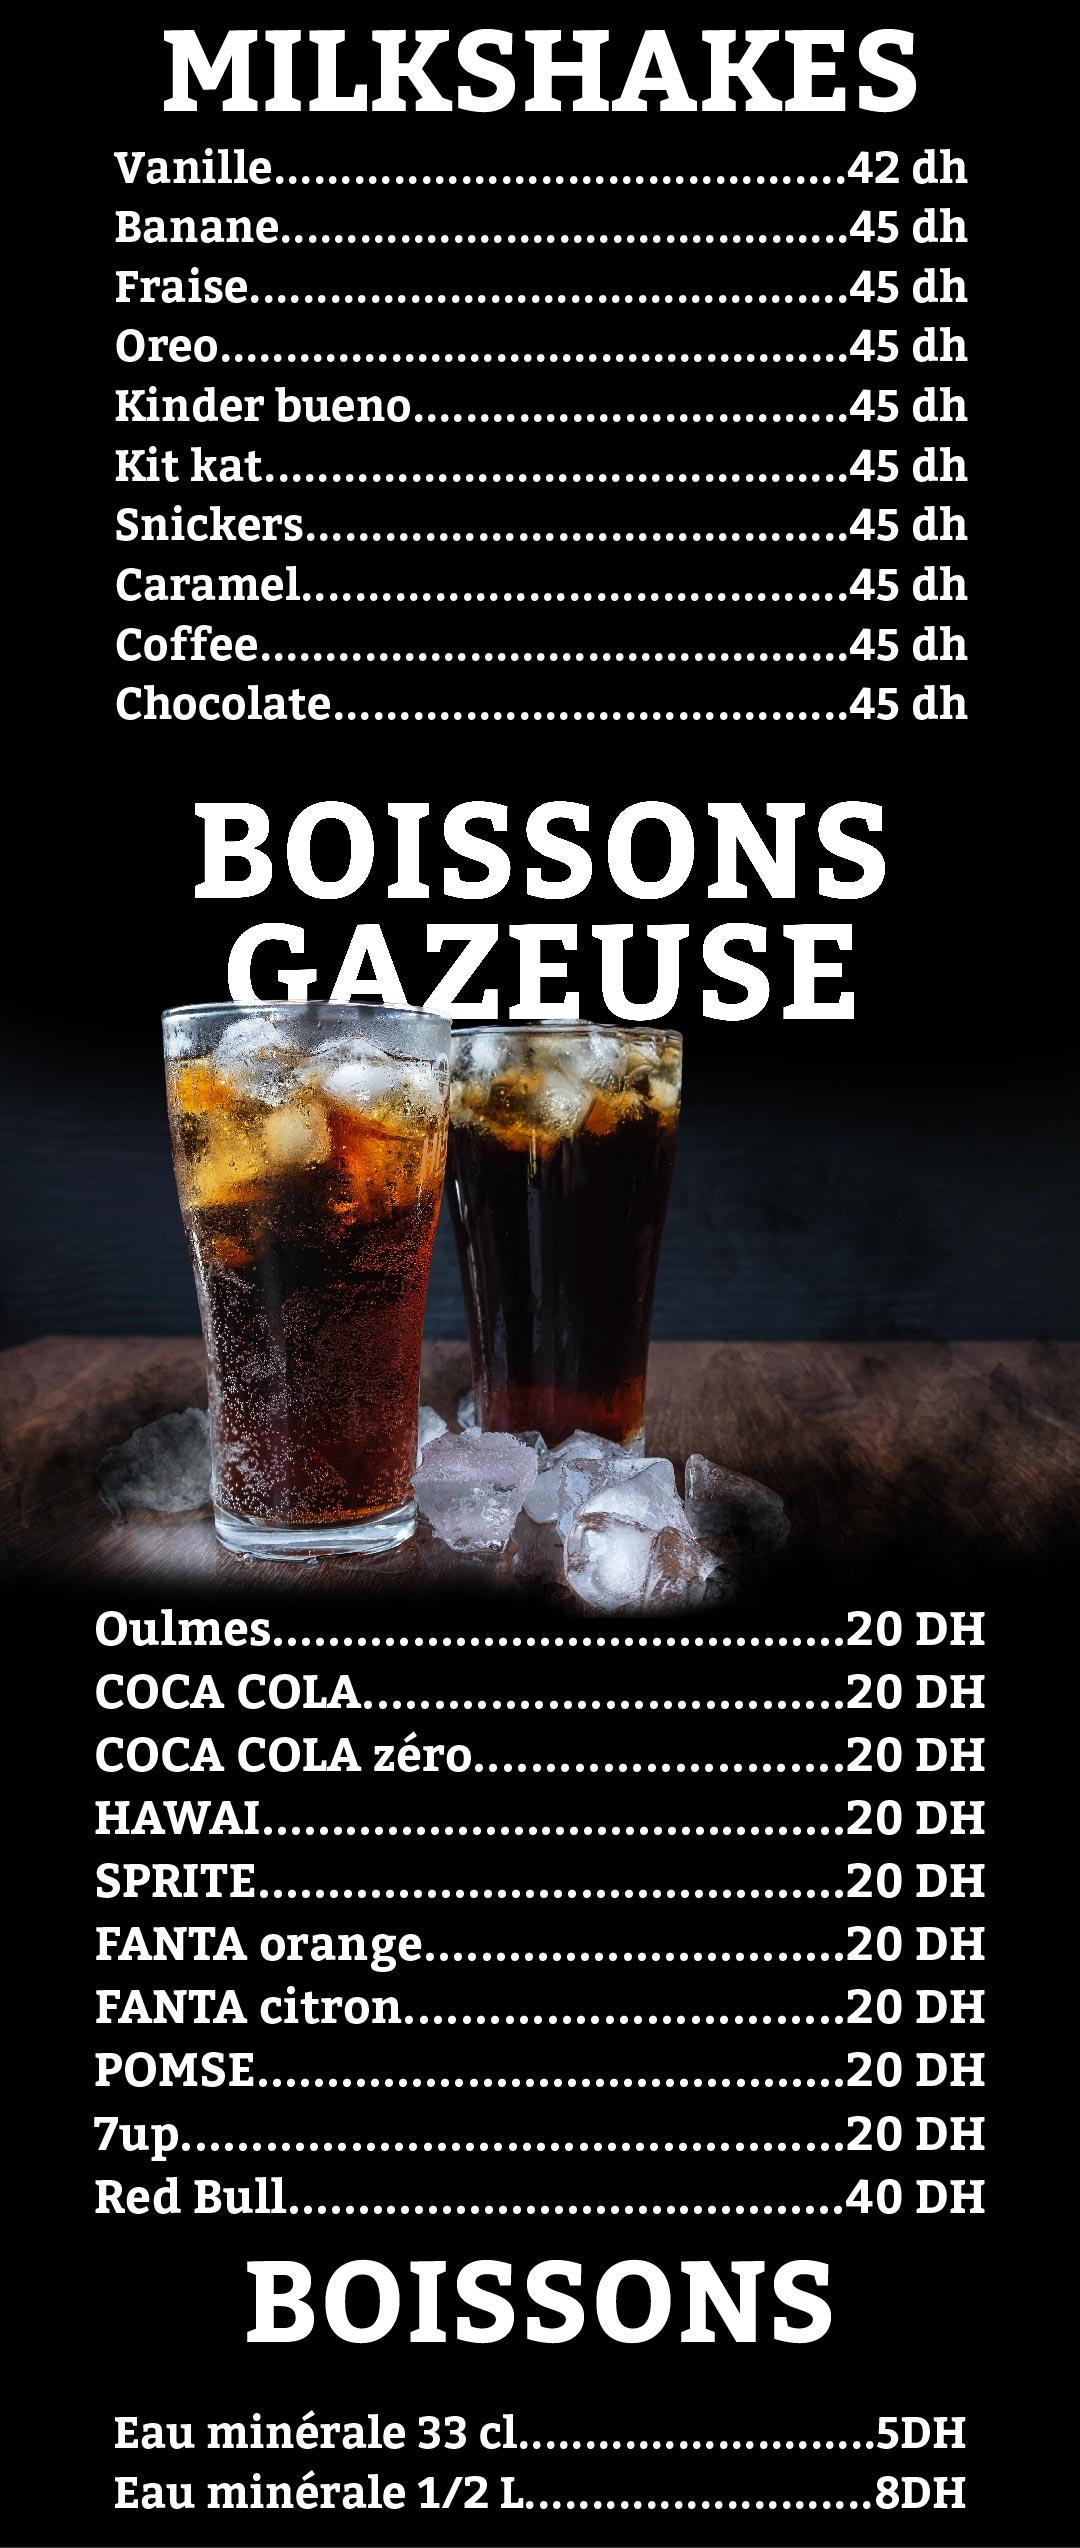 MILKSHAKES
Vanille...........................................42 dh
Banane...........................................45 dh
Fraise.............................................45 dh
Oreo...............................................45 dh
Kinder bueno.................................45 dh
Kit kat............................................45 dh
Snickers.........................................45 dh
Caramel.........................................45 dh
Coffee............................................45 dh
Chocolate.......................................45 dh
BOISSONS
GAZEUSE
Oulmes.........................................20 DH
COCA COLA..................................20 DH
COCA COLA zéro..........................20 DH
HAWAI.........................................20 DH
SPRITE..........................................20 DH
FANTA orange..............................20 DH
FANTA citron...............................20 DH
POMSE..........................................20 DH
7up...............................................20 DH
Red Bull........................................40 DH
BOISSONS
Eau minérale 33 cl...........................5DH
Eau minérale 1/2 L..........................8DH